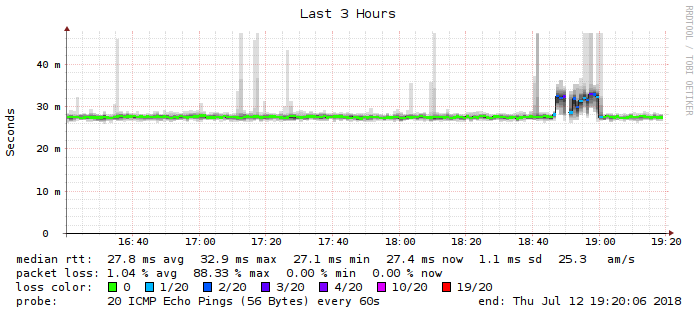 Last 3 Hours
RRDTOOL / TOBI OETIKER
Seconds
40 m
30 m
20 m
10 m
0
16:40 17:00 17:20 17:40 18:00 18:20 18:40 19:00 19:20
median rtt: 27.8 ms avg 32.9 ms max 27.1 ms min 27.4 ms now 1.1 ms sd 25.3 am/s
packet loss: 1.04 % avg 88.33 % max 0.00 % min 0.00 % now
loss color: 0 1/20 2/20 3/20 4/20 10/20 19/20
probe: 20 ICMP Echo Pings (56 Bytes) every 60s end: Thu Jul 12 19:20:06 2018